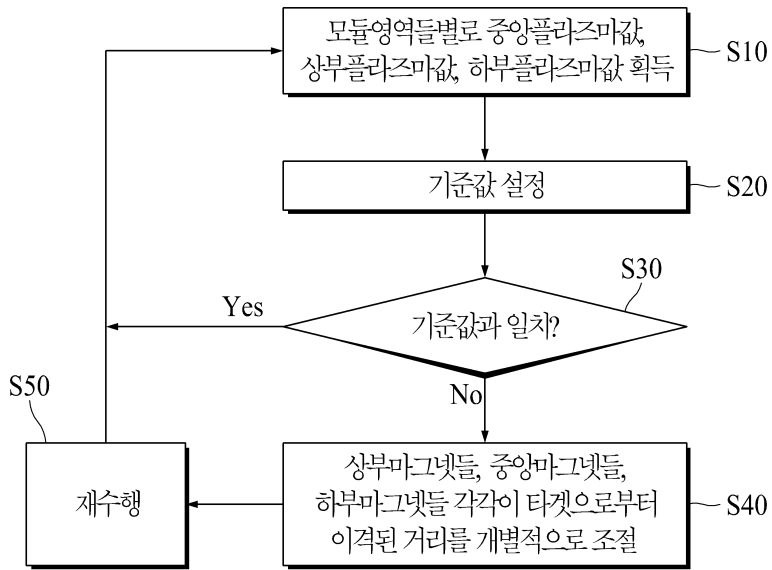 모듈영역들별로 중앙플라즈마값,
상부플라즈마값, 하부플라즈마값 획득
S10
기준값 설정
S20
S30
기준값과 일치?
Yes
No
S50
재수행
상부마그넷들, 중앙마그넷들,
하부마그넷들 각각이 타겟으로부터
이격된 거리를 개별적으로 조절
S40